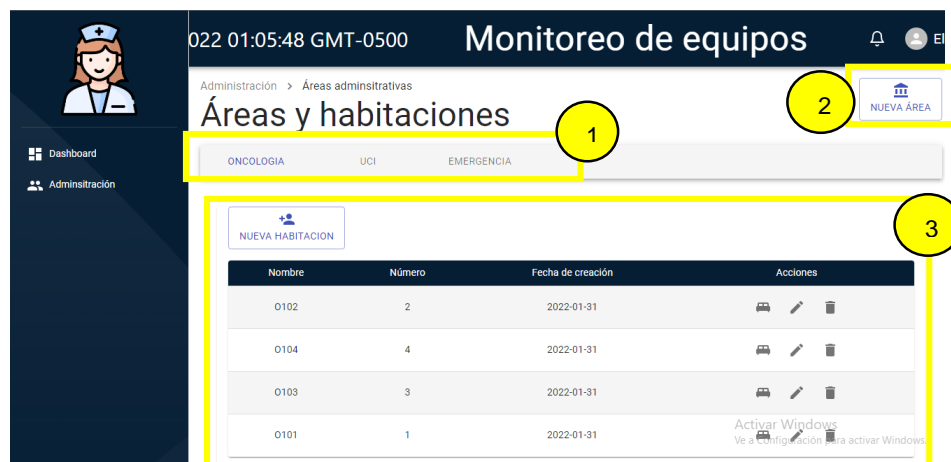 022 01:05:48 GMT-0500 Monitoreo de equipos El
Administración > Áreas adminsitrativas
Áreas y habitaciones
2
NUEVA ÁREA
1
Dashboard
Adminsitración
ONCOLOGIA UCI EMERGENCIA
3
NUEVA HABITACION
Nombre Número Fecha de creación Acciones
O102 2 2022-01-31
O104 4 2022-01-31
O103 3 2022-01-31
O101 1 2022-01-31
Activar Windows
Ve a Configuración para activar Windows.